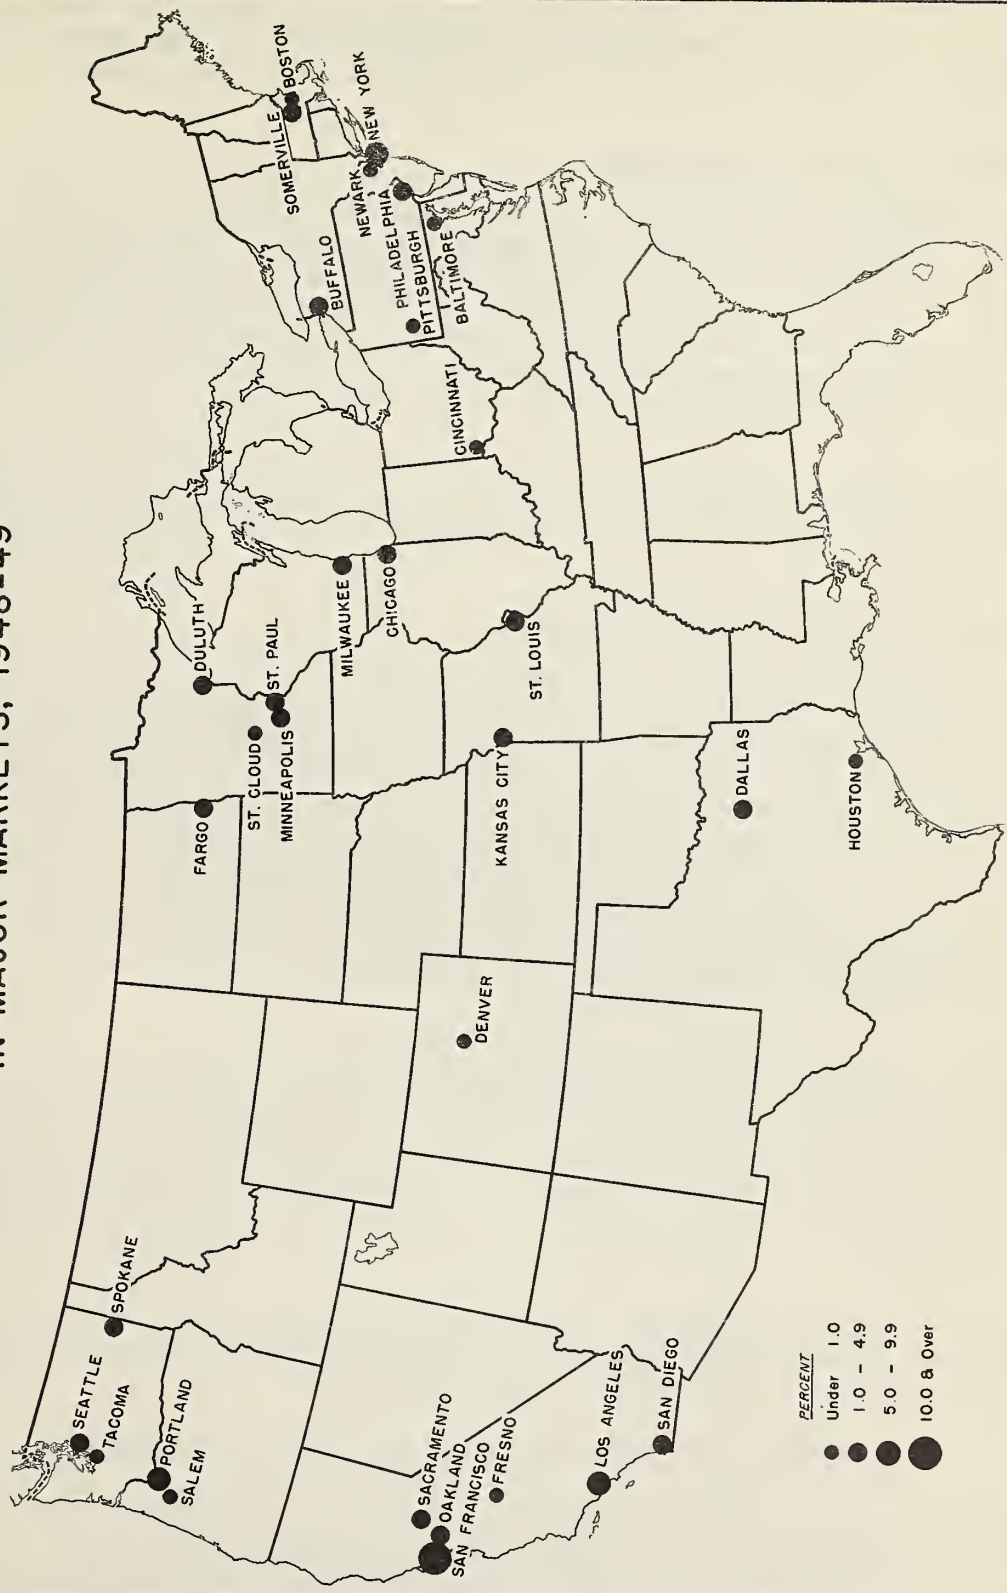 IN MAJOR MARKETS, 1948-49
SEATTLE
TACOMA
SPOKANE
PORTLAND
SALEM
SACRAMENTO
OAKLAND
SAN FRANCISCO
FRESNO
LOS ANGELES
SAN DIEGO
DENVER
FARGO
DULUTH
ST. CLOUD
ST. PAUL
MINNEAPOLIS
MILWAUKEE
CHICAGO
KANSAS CITY
ST. LOUIS
DALLAS
HOUSTON
CINCINNATI
BUFFALO
PITTSBURGH
PHILADELPHIA
BALTIMORE
NEWARK
NEW YORK
SOMERVILLE
BOSTON
PERCENT
Under 1.0
1.0 - 4.9
5.0 - 9.9
10.0 & Over